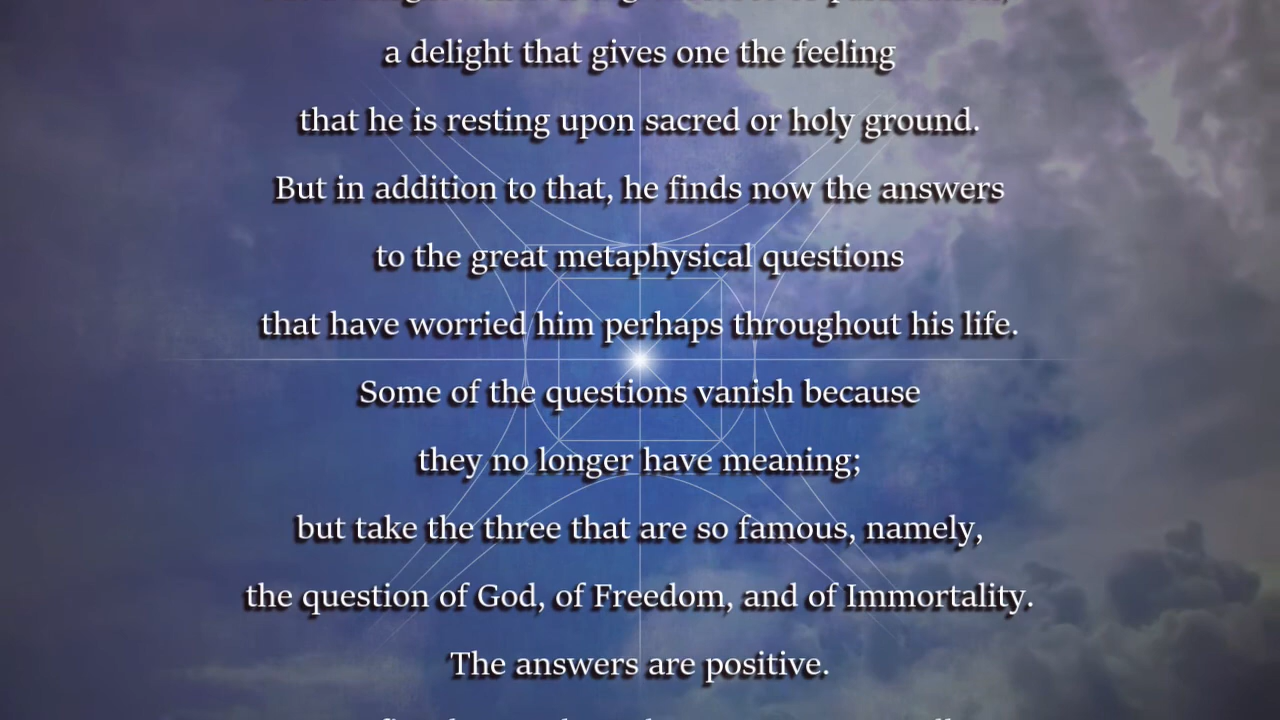 a delight that gives one the feeling
that he is resting upon sacred or holy ground.
But in addition to that, he finds now the answers
to the great metaphysical questions
that have worried him perhaps throughout his life.
Some of the questions vanish because
they no longer have meaning;
but take the three that are so famous, namely,
the question of God, of Freedom, and of Immortality.
The answers are positive.